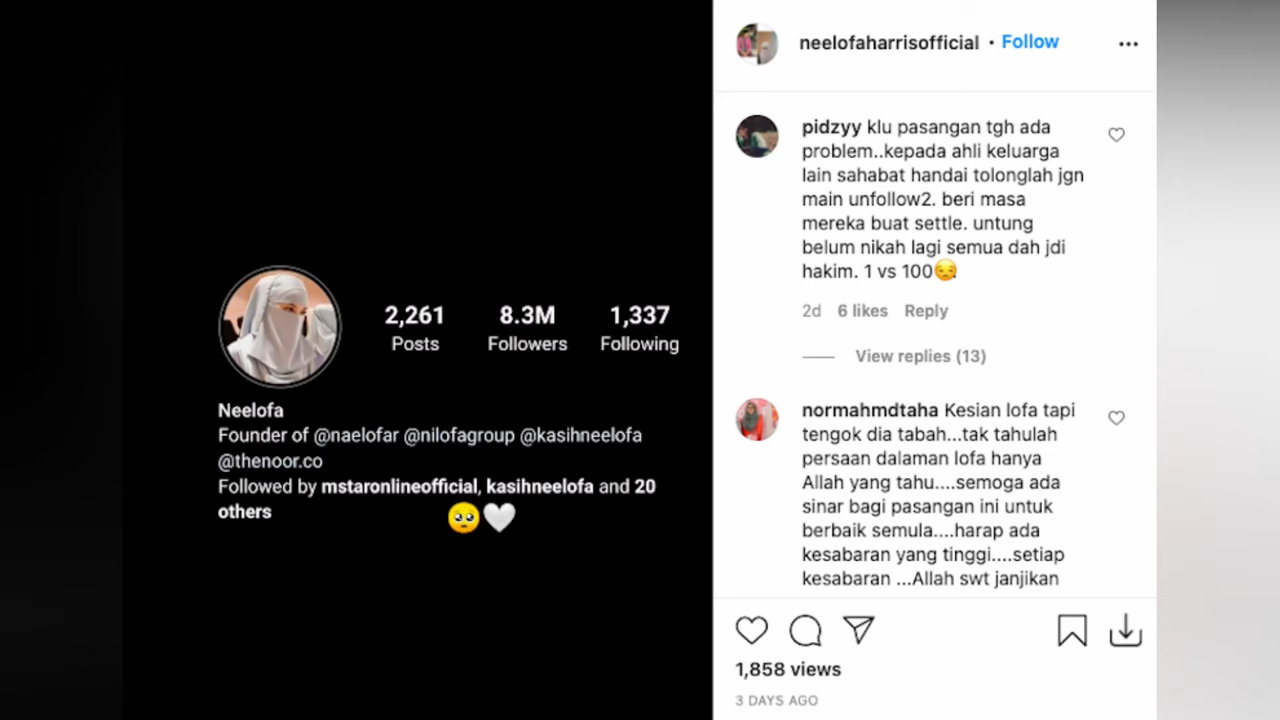 2,261
Posts
8.3M
Followers
1,337
Following
Neelofa
Founder of @naelofar @nilofagroup @kasihneelofa
@thenoor.co
Followed by mstaronlineofficial, kasihneelofa and 20
others
🥺🤍
neelofaharrisofficial • Follow
pidzyy klu pasangan tgh ada
problem..kepada ahli keluarga
lain sahabat handai tolonglah jgn
main unfollow2. beri masa
mereka buat settle. untung
belum nikah lagi semua dah jdi
hakim. 1 vs 100😒
2d 6 likes Reply
View replies (13)
normahmdtaha Kesian lofa tapi
tengok dia tabah...tak tahulah
persaan dalaman lofa hanya
Allah yang tahu....semoga ada
sinar bagi pasangan ini untuk
berbaik semula....harap ada
kesabaran yang tinggi....setiap
kesabaran ...Allah swt janjikan
1,858 views
3 DAYS AGO